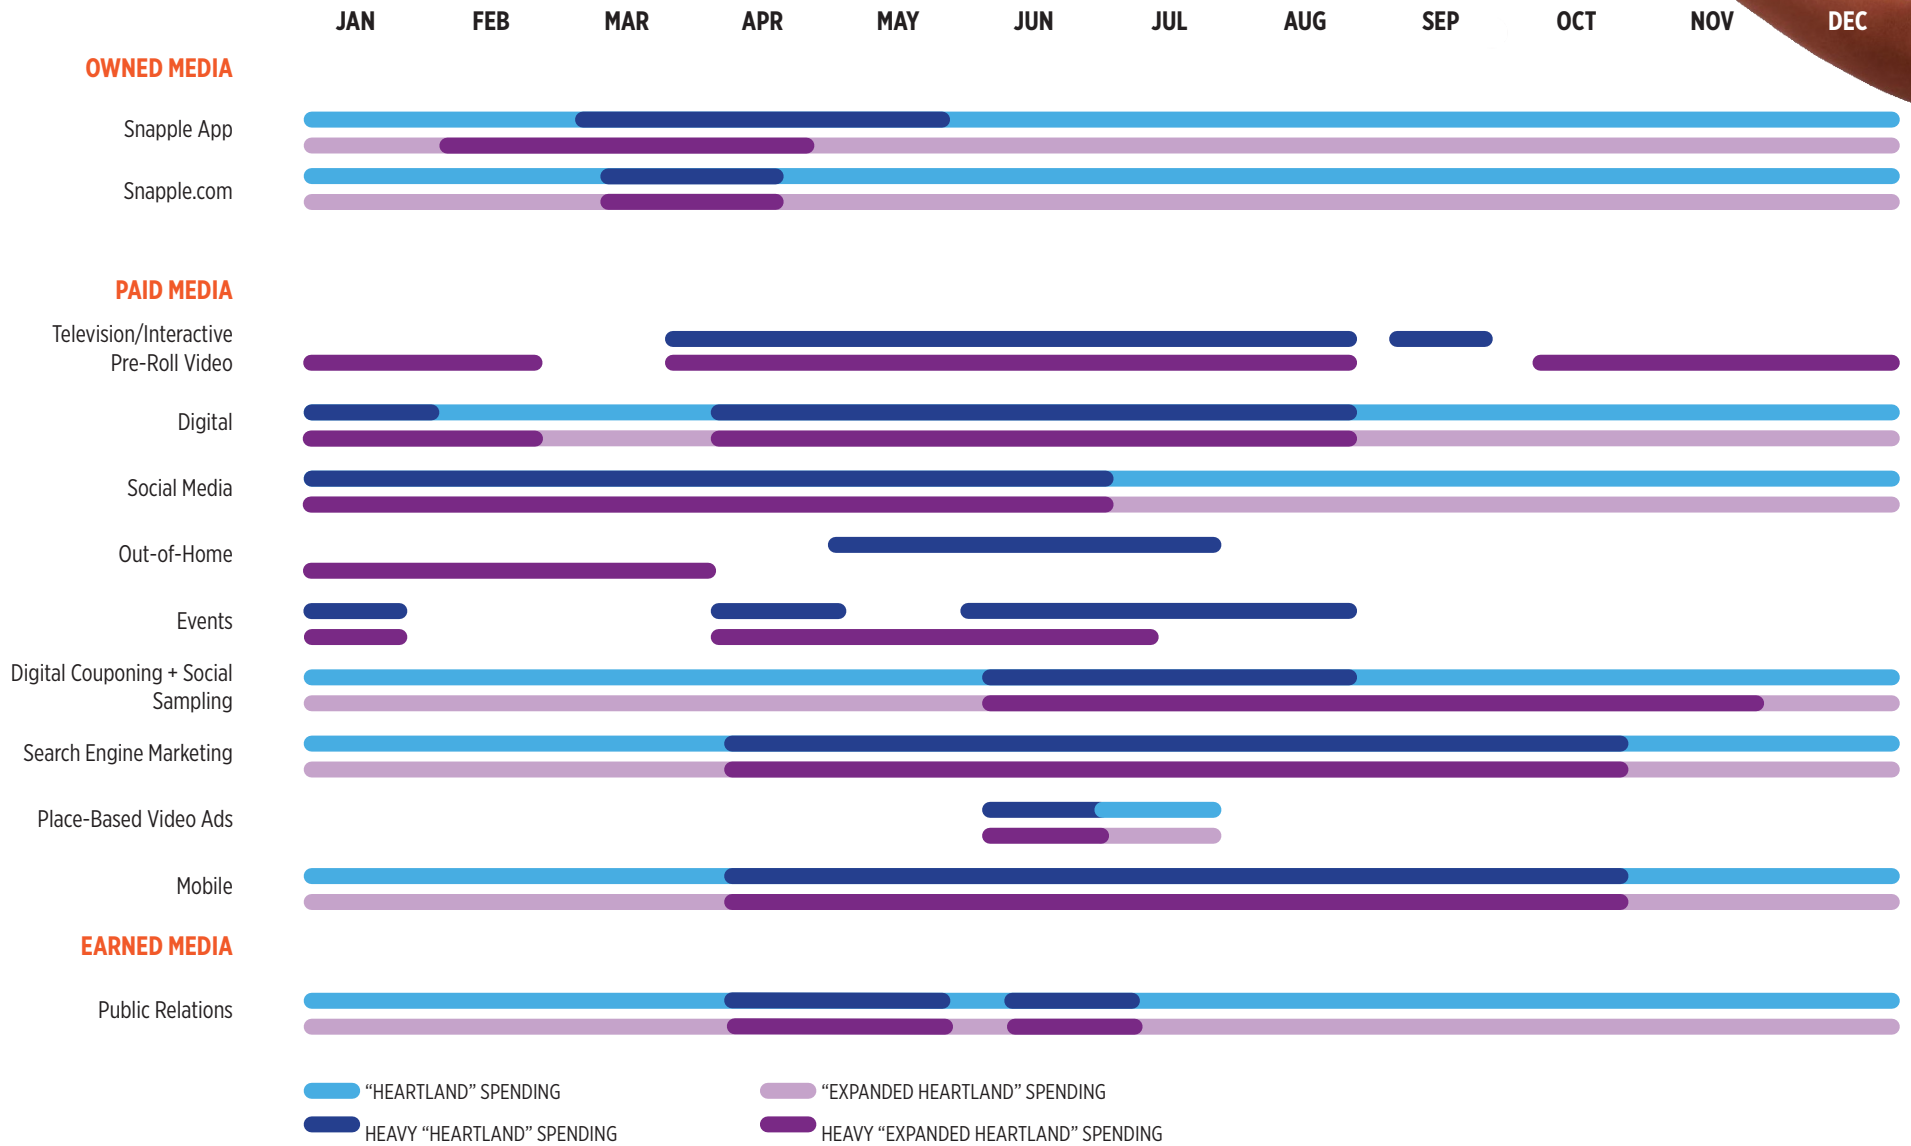 JAN FEB MAR APR MAY JUN JUL AUG SEP OCT NOV DEC
OWNED MEDIA
Snapple App
Snapple.com
PAID MEDIA
Television/Interactive
Pre-Roll Video
Digital
Social Media
Out-of-Home
Events
Digital Couponing + Social
Sampling
Search Engine Marketing
Place-Based Video Ads
Mobile
EARNED MEDIA
Public Relations
“HEARTLAND” SPENDING
“EXPANDED HEARTLAND” SPENDING
HEAVY “HEARTLAND” SPENDING
HEAVY “EXPANDED HEARTLAND” SPENDING